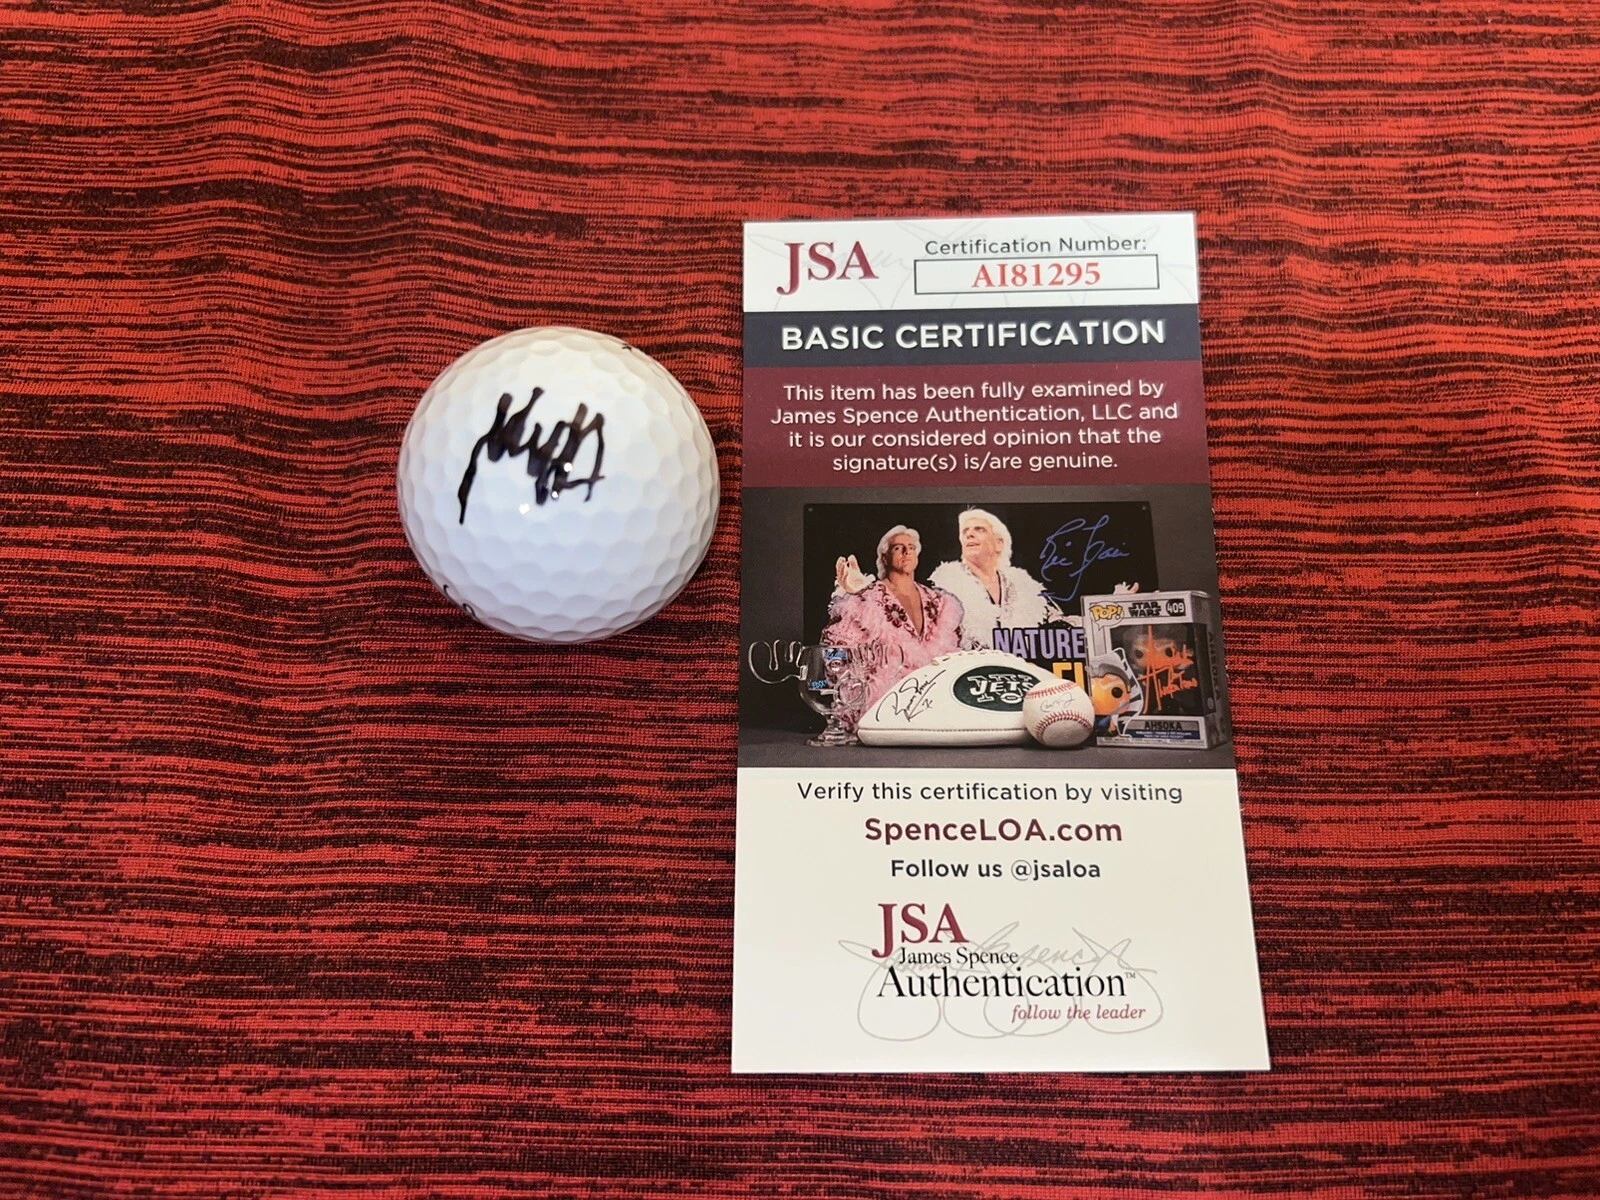 JSA
Certification Number:
AI81295
BASIC CERTIFICATION
This item has been fully examined by
James Spence Authentication, LLC and
it is our considered opinion that the
signature(s) is/are genuine.
NATURE
JETS
POP!
STAR
WARS
409
AHSOKA
Verify this certification by visiting
SpenceLOA.com
Follow us @jsaloa
JSA
James Spence
Authentication™
follow the leader